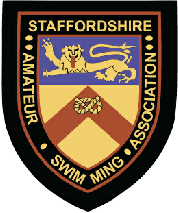 STAFFORDSHIRE
AMATEUR
SWIM MING
ASSOCIATION